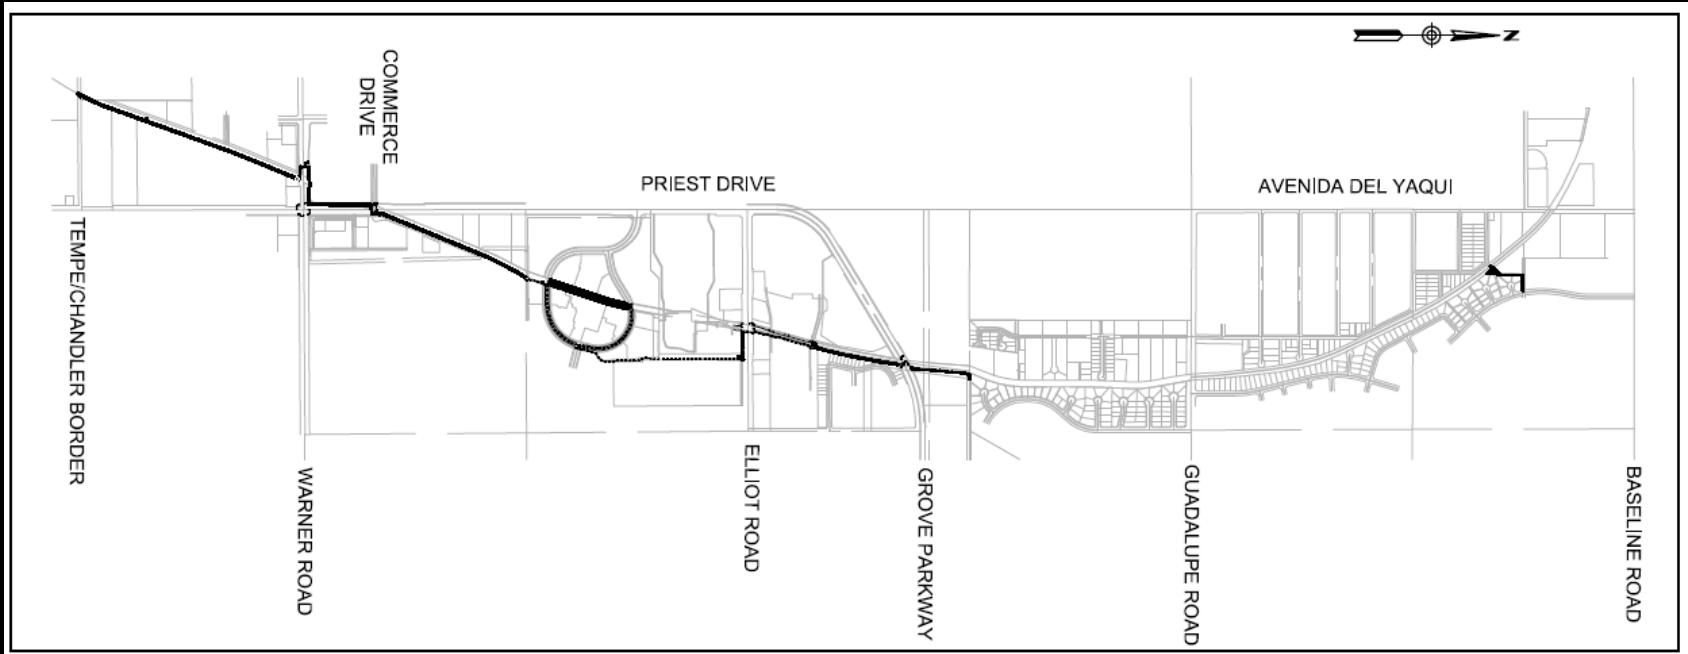 N
COMMERCE
DRIVE
PRIEST DRIVE
AVENIDA DEL YAQUI
TEMPE/CHANDLER BORDER
WARNER ROAD
ELLIOT ROAD
GROVE PARKWAY
GUADALUPE ROAD
BASELINE ROAD